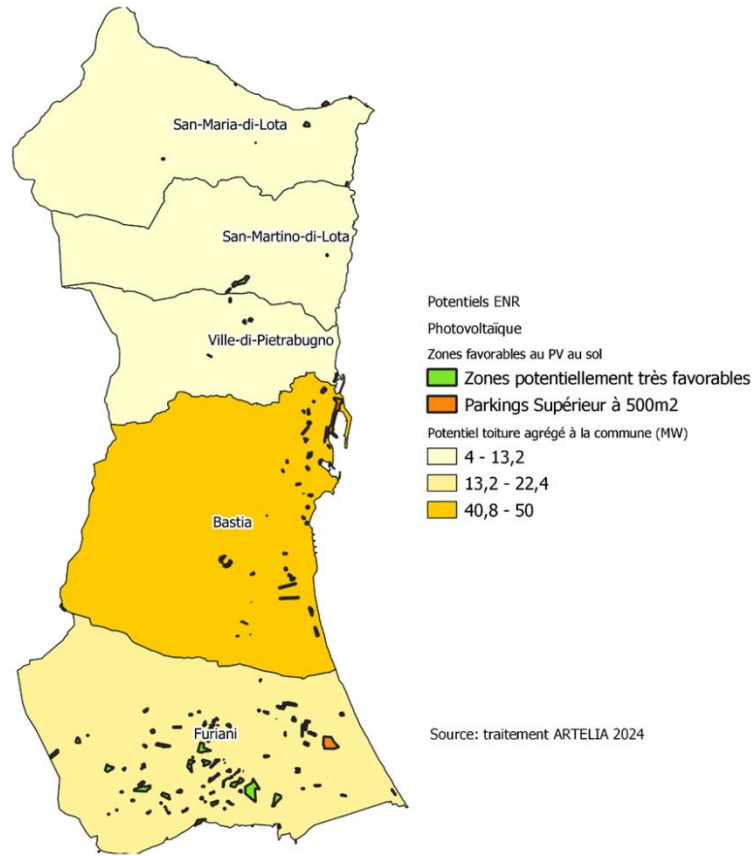 San-Maria-di-Lota
San-Martino-di-Lota
Ville-di-Pietrabugno
Bastia
Furiani
Potentiels ENR
Photovoltaïque
Zones favorables au PV au sol
Zones potentiellement très favorables
Parkings Supérieur à 500m2
Potentiel toiture agrégé à la commune (MW)
4 - 13,2
13,2 - 22,4
40,8 - 50
Source: traitement ARTELIA 2024